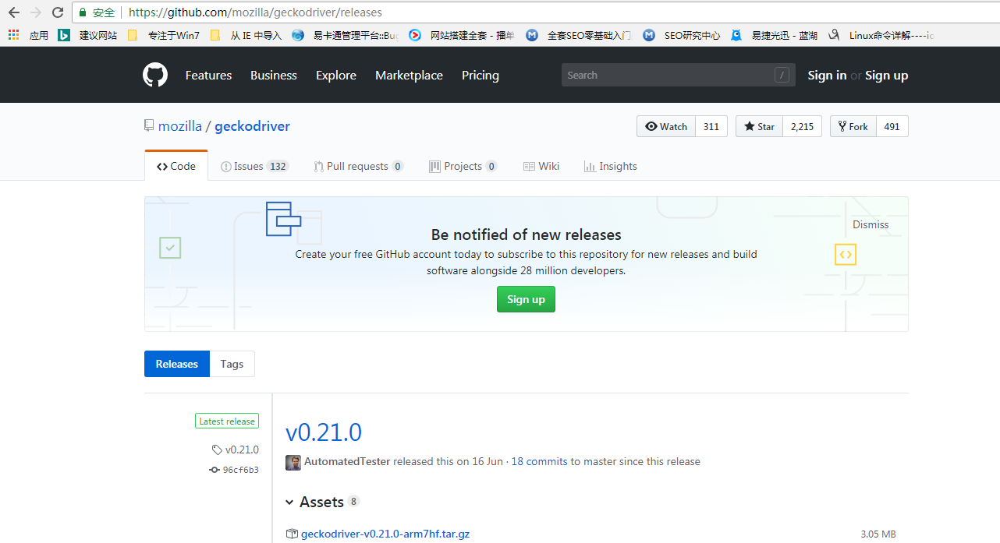 安全 https://github.com/mozilla/geckodriver/releases
应用 建议网站 专注于Win7 从 IE 中导入 易卡通管理平台::Bug 网站搭建全套 - 播单 全套SEO零基础入门 SEO研究中心 易捷光迅 - 蓝湖 Linux命令详解----ic
Features Business Explore Marketplace Pricing Search / Sign in or Sign up
mozilla / geckodriver Watch 311 Star 2,215 Fork 491
Code Issues 132 Pull requests 0 Projects 0 Wiki Insights
Dismiss
Be notified of new releases
Create your free GitHub account today to subscribe to this repository for new releases and build
software alongside 28 million developers.
Sign up
Releases Tags
Latest release
v0.21.0
96cf6b3
v0.21.0
AutomatedTester released this on 16 Jun · 18 commits to master since this release
Assets 8
geckodriver-v0.21.0-arm7hf.tar.gz 3.05 MB